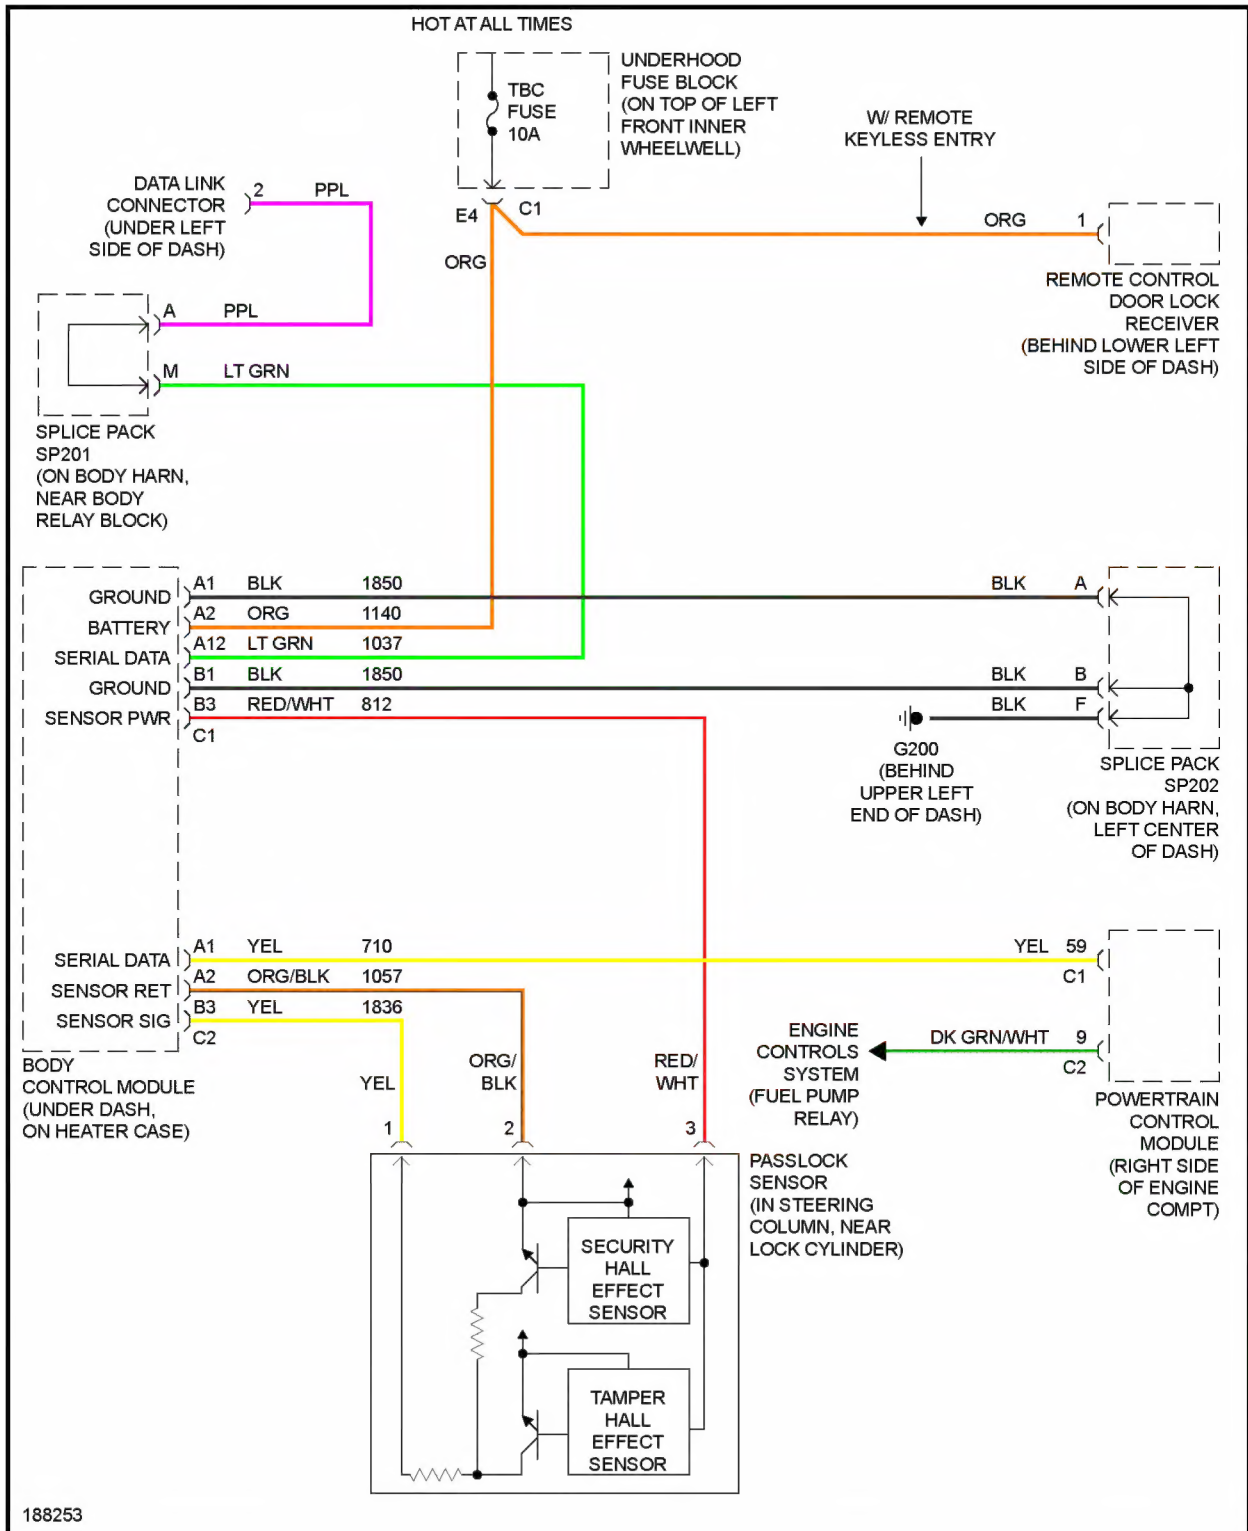 HOT AT ALL TIMES
TBC
FUSE
10A
UNDERHOOD
FUSE BLOCK
(ON TOP OF LEFT
FRONT INNER
WHEELWELL)
W/ REMOTE
KEYLESS ENTRY
DATA LINK
CONNECTOR
(UNDER LEFT
SIDE OF DASH)
2 PPL
E4 C1
ORG
ORG 1
REMOTE CONTROL
DOOR LOCK
RECEIVER
(BEHIND LOWER LEFT
SIDE OF DASH)
A PPL
M LT GRN
SPLICE PACK
SP201
(ON BODY HARN,
NEAR BODY
RELAY BLOCK)
GROUND A1 BLK 1850
BATTERY A2 ORG 1140
SERIAL DATA A12 LT GRN 1037
GROUND B1 BLK 1850
SENSOR PWR B3 RED/WHT 812
C1
BLK A
BLK B
BLK F
G200
(BEHIND
UPPER LEFT
END OF DASH)
SPLICE PACK
SP202
(ON BODY HARN,
LEFT CENTER
OF DASH)
SERIAL DATA A1 YEL 710
SENSOR RET A2 ORG/BLK 1057
SENSOR SIG B3 YEL 1836
C2
YEL 59
C1
DK GRN/WHT 9
C2
BODY
CONTROL MODULE
(UNDER DASH,
ON HEATER CASE)
YEL
ORG/
BLK
RED/
WHT
ENGINE
CONTROLS
SYSTEM
(FUEL PUMP
RELAY)
POWERTRAIN
CONTROL
MODULE
(RIGHT SIDE
OF ENGINE
COMPT)
1 2 3
PASSLOCK
SENSOR
(IN STEERING
COLUMN, NEAR
LOCK CYLINDER)
SECURITY
HALL
EFFECT
SENSOR
TAMPER
HALL
EFFECT
SENSOR
188253